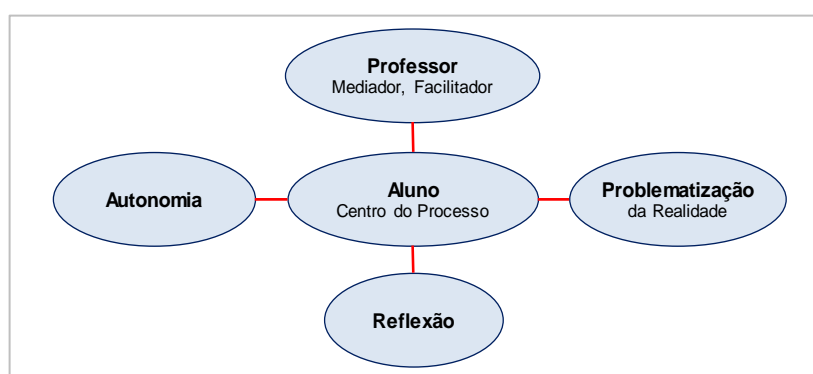 Professor
Mediador, Facilitador
Autonomia
Aluno
Centro do Processo
Problematização
da Realidade
Reflexão